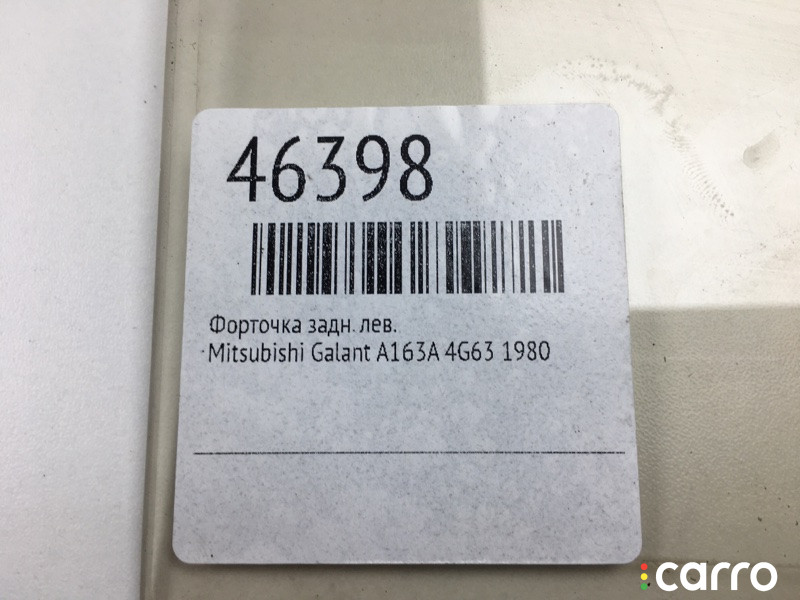 46398
Форточка задн. лев.
Mitsubishi Galant A163A 4G63 1980
carro